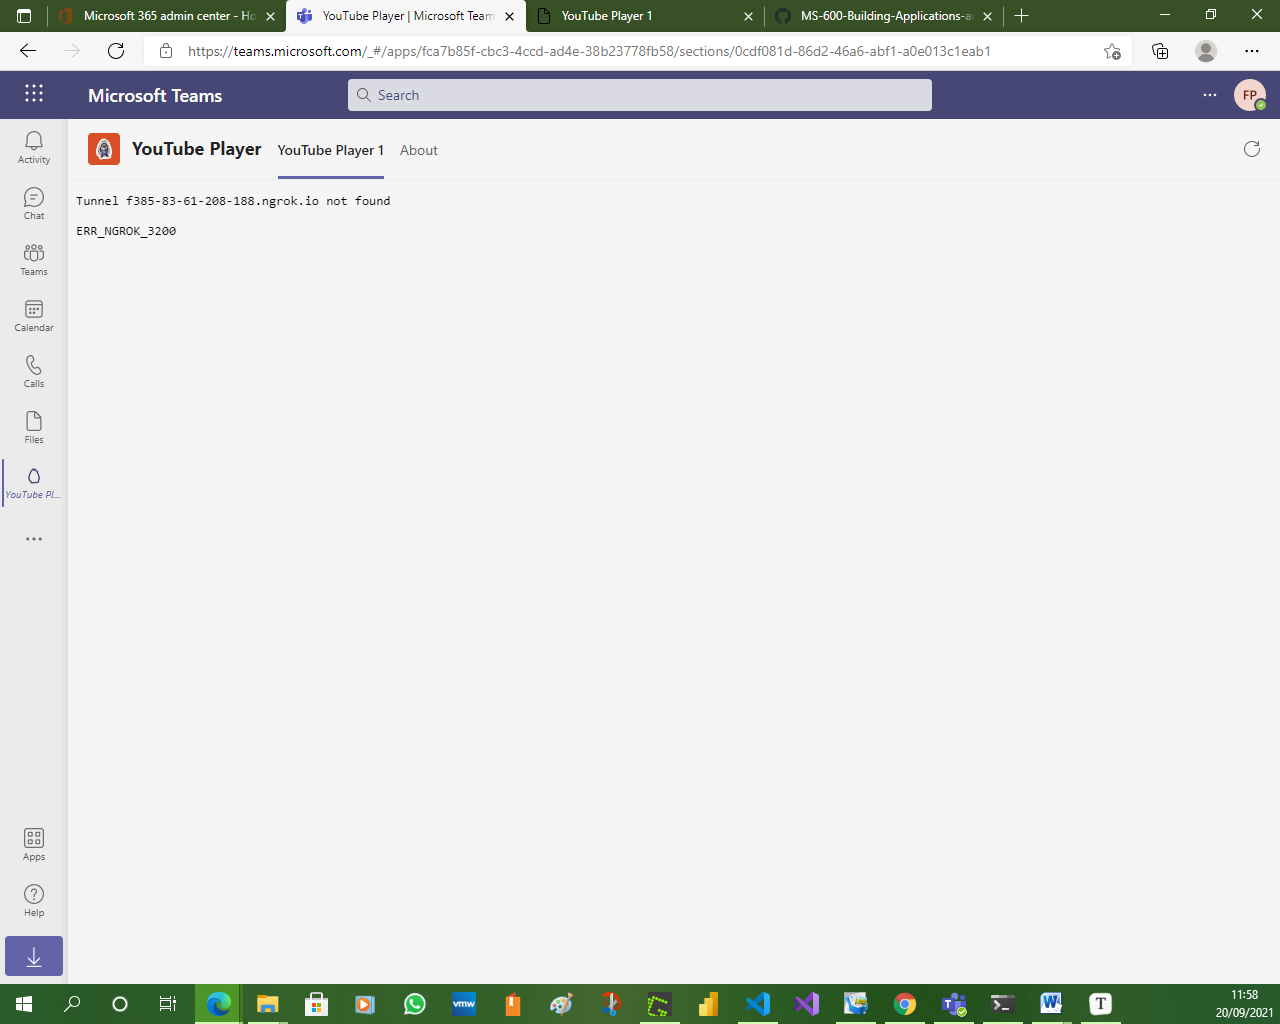 Microsoft 365 admin center - Ho
YouTube Player | Microsoft Team
YouTube Player 1
MS-600-Building-Applications-a
https://teams.microsoft.com/_#/apps/fca7b85f-cbc3-4ccd-ad4e-38b23778fb58/sections/0cdf081d-86d2-46a6-abf1-a0e013c1eab1
Microsoft Teams
Search
FP
Activity
Chat
Teams
Calendar
Calls
Files
YouTube Pl...
YouTube Player
YouTube Player 1
About
Tunnel f385-83-61-208-188.ngrok.io not found
ERR_NGROK_3200
Apps
Help
vmw
T
11:58
20/09/2021